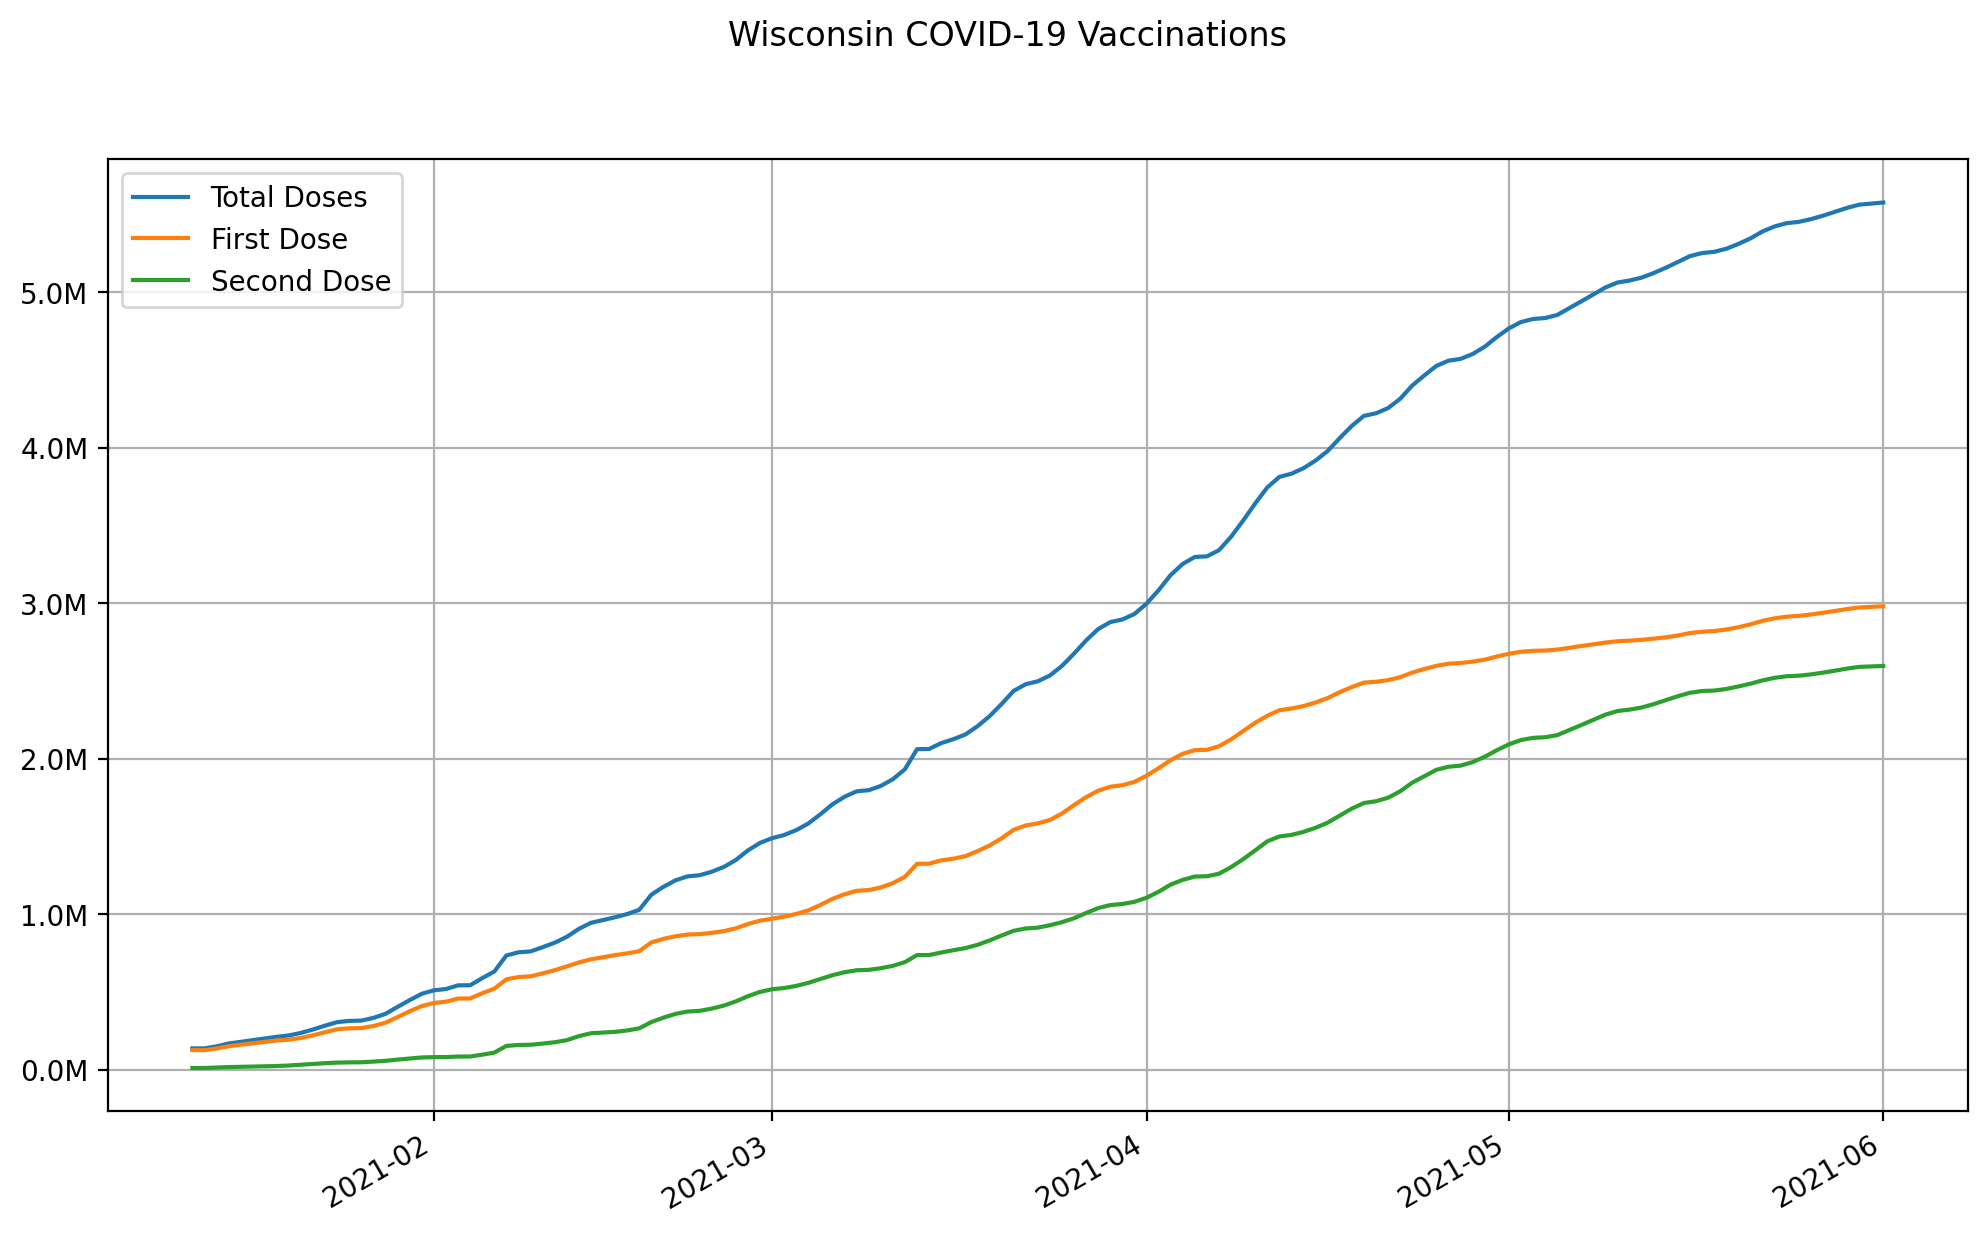 Wisconsin COVID-19 Vaccinations
Total Doses
First Dose
Second Dose
5.0M
4.0M
3.0M
2.0M
1.0M
0.0M
2021-02
2021-03
2021-04
2021-05
2021-06